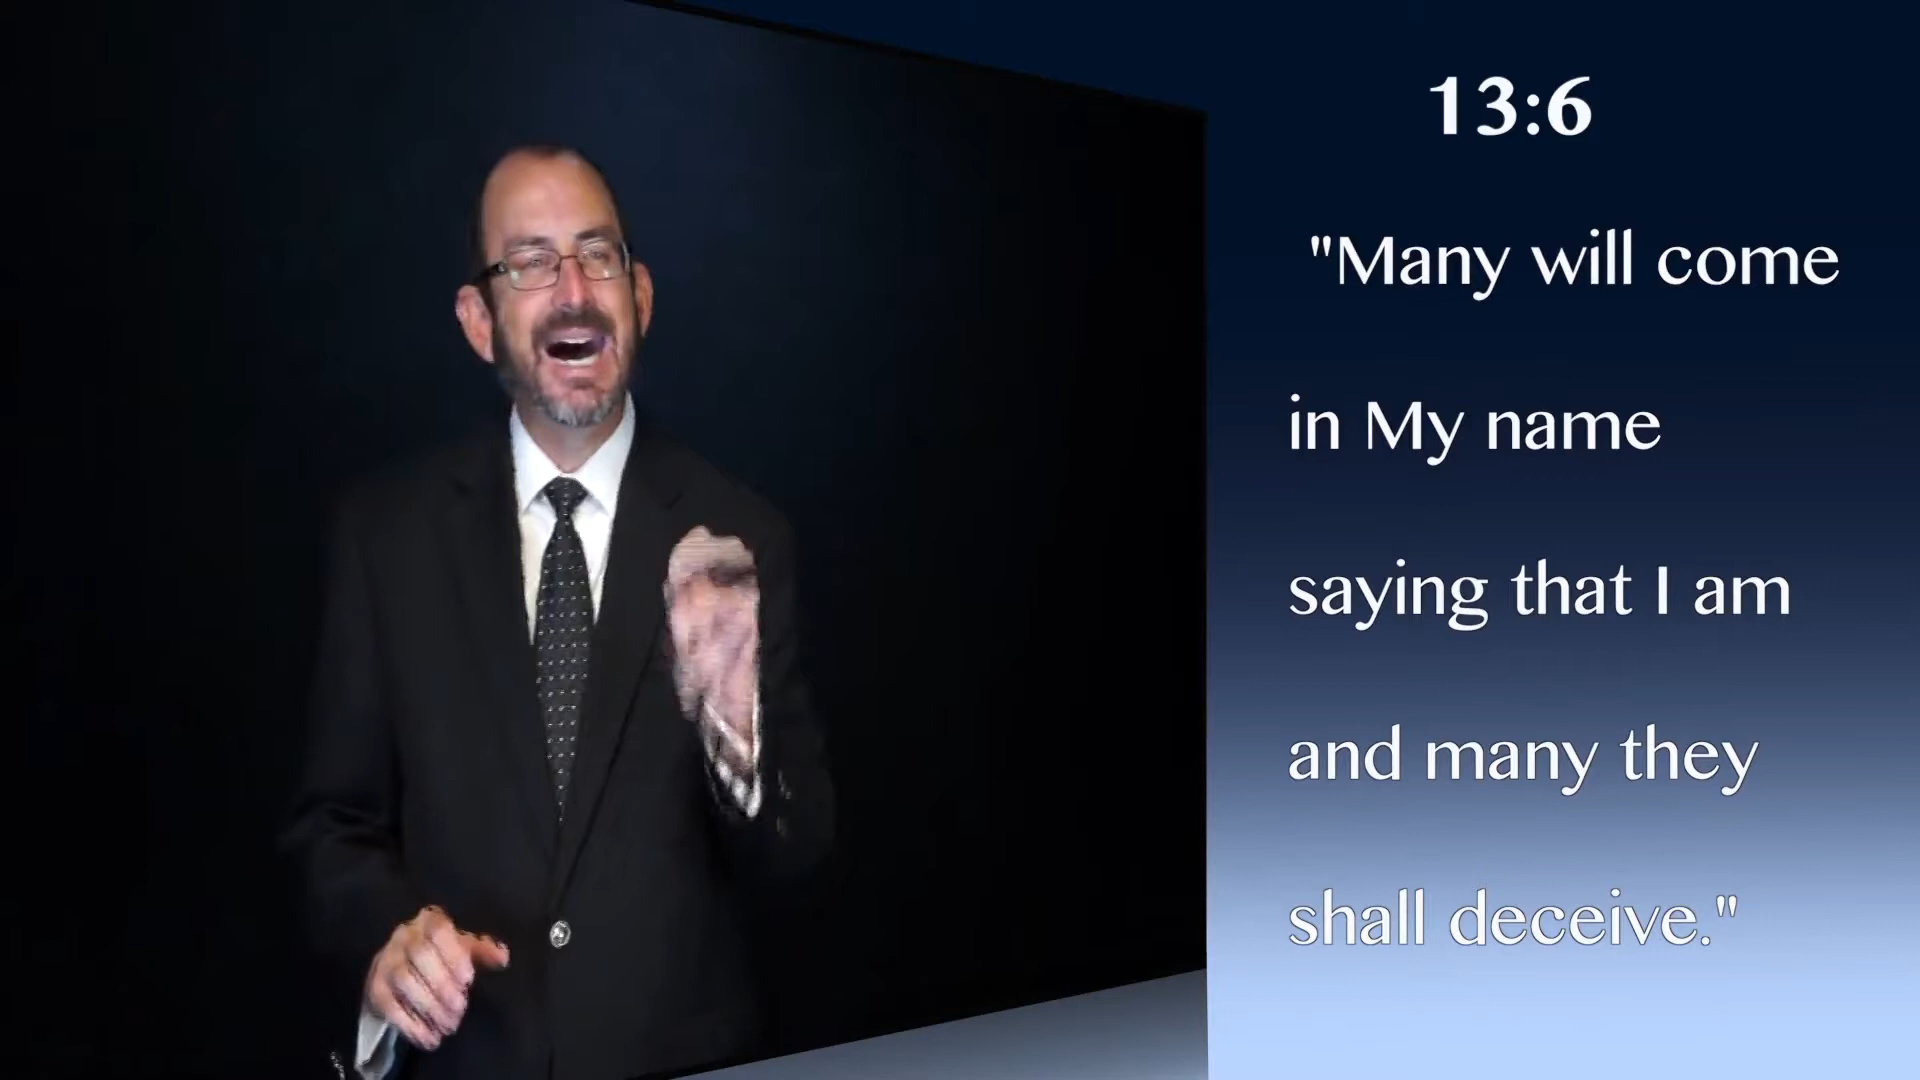 13:6
"Many will come
in My name
saying that I am
and many they
shall deceive."